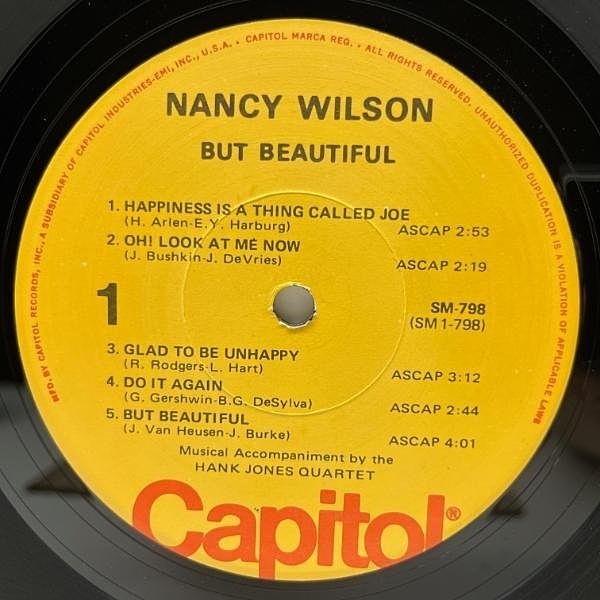 MFD. BY CAPITOL RECORDS, INC., A SUBSIDIARY OF CAPITOL INDUSTRIES-EMI, INC., U.S.A. · CAPITOL MARCA REG. · ALL RIGHTS RESERVED. UNAUTHORIZED DUPLICATION IS A VIOLATION OF APPLICABLE LAWS
NANCY WILSON
BUT BEAUTIFUL
1. HAPPINESS IS A THING CALLED JOE
(H. Arlen-E.Y. Harburg) ASCAP 2:53
2. OH! LOOK AT ME NOW
(J. Bushkin-J. DeVries) ASCAP 2:19
1
SM-798
(SM1-798)
3. GLAD TO BE UNHAPPY
(R. Rodgers-L. Hart) ASCAP 3:12
4. DO IT AGAIN
(G. Gershwin-B.G. DeSylva) ASCAP 2:44
5. BUT BEAUTIFUL
(J. Van Heusen-J. Burke) ASCAP 4:01
Musical Accompaniment by the
HANK JONES QUARTET
Capitol®